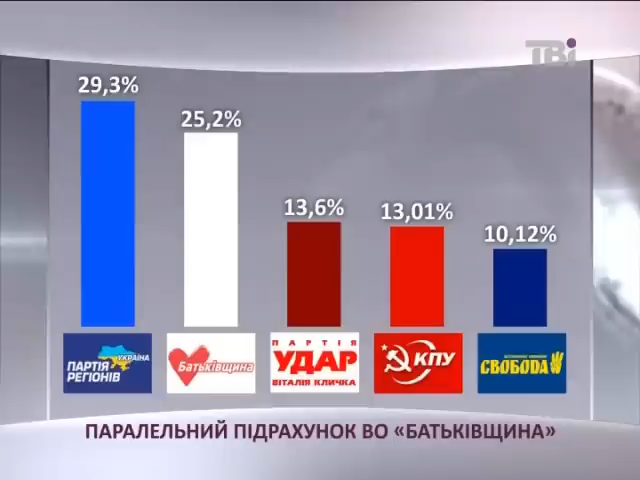 ТВі
29,3%
25,2%
13,6%
13,01%
10,12%
УКРАЇНА
ПАРТІЯ
РЕГІОНІВ
Батьківщина
ПАРТІЯ
УДАР
ВІТАЛІЯ КЛИЧКА
КПУ
СВОБОДА
ПАРАЛЕЛЬНИЙ ПІДРАХУНОК ВО «БАТЬКІВЩИНА»